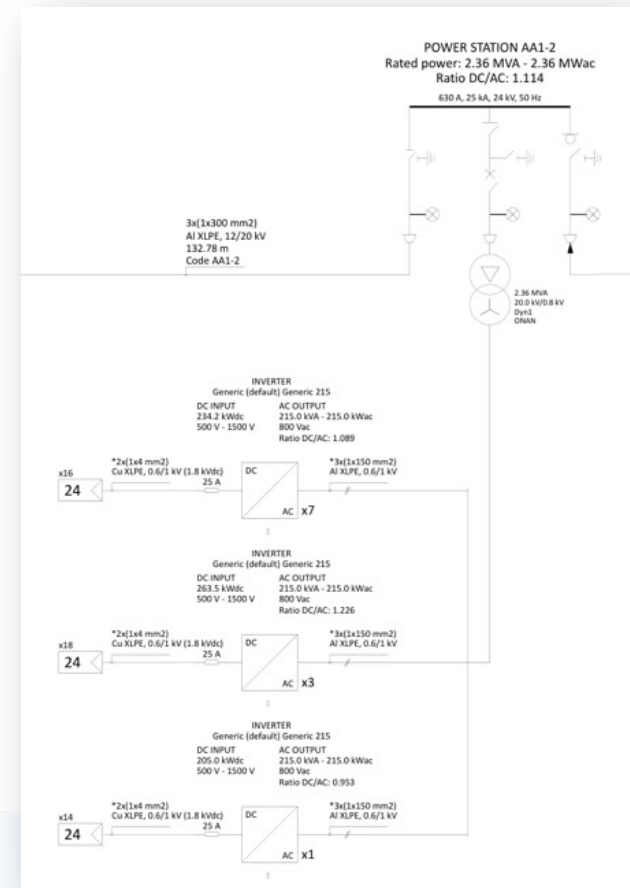 POWER STATION AA1-2
Rated power: 2.36 MVA - 2.36 MWac
Ratio DC/AC: 1.114
630 A, 25 kA, 24 kV, 50 Hz
3x(1x300 mm2)
Al XLPE, 12/20 kV
132.78 m
Code AA1-2
2.36 MVA
20.0 kV/0.8 kV
Dyn1
ONAN
INVERTER
Generic (default) Generic 215
DC INPUT AC OUTPUT
234.2 kWdc 215.0 kVA - 215.0 kWac
500 V - 1500 V 800 Vac
Ratio DC/AC: 1.089
x16 *2x(1x4 mm2) *3x(1x150 mm2)
Cu XLPE, 0.6/1 kV (1.8 kVdc) Al XLPE, 0.6/1 kV
24 25 A DC
AC x7
INVERTER
Generic (default) Generic 215
DC INPUT AC OUTPUT
263.5 kWdc 215.0 kVA - 215.0 kWac
500 V - 1500 V 800 Vac
Ratio DC/AC: 1.226
x18 *2x(1x4 mm2) *3x(1x150 mm2)
Cu XLPE, 0.6/1 kV (1.8 kVdc) Al XLPE, 0.6/1 kV
24 25 A DC
AC x3
INVERTER
Generic (default) Generic 215
DC INPUT AC OUTPUT
205.0 kWdc 215.0 kVA - 215.0 kWac
500 V - 1500 V 800 Vac
Ratio DC/AC: 0.953
x14 *2x(1x4 mm2) *3x(1x150 mm2)
Cu XLPE, 0.6/1 kV (1.8 kVdc) Al XLPE, 0.6/1 kV
24 25 A DC
AC x1